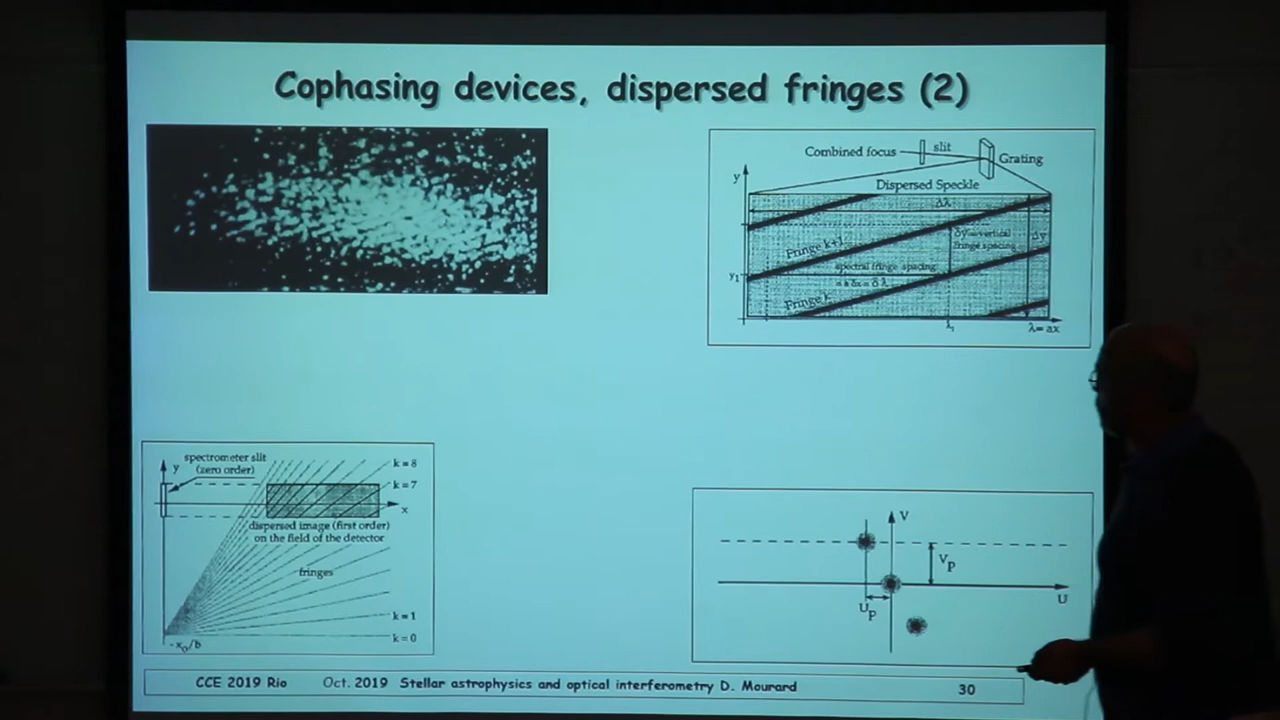 Cophasing devices, dispersed fringes (2)
Combined focus
slit
Grating
y
Dispersed Speckle
Δλ
Fringe k+1
δy=vertical
fringe spacing
Δy
y₁
spectral fringe spacing
Fringe k
λ₁
λ= ax
spectrometer slit
(zero order)
y
k = 8
k = 7
x
dispersed image (first order)
on the field of the detector
fringes
k = 1
k = 0
-x₀/b
V
Vₚ
Uₚ
U
CCE 2019 Rio
Oct. 2019 Stellar astrophysics and optical interferometry D. Mourard
30